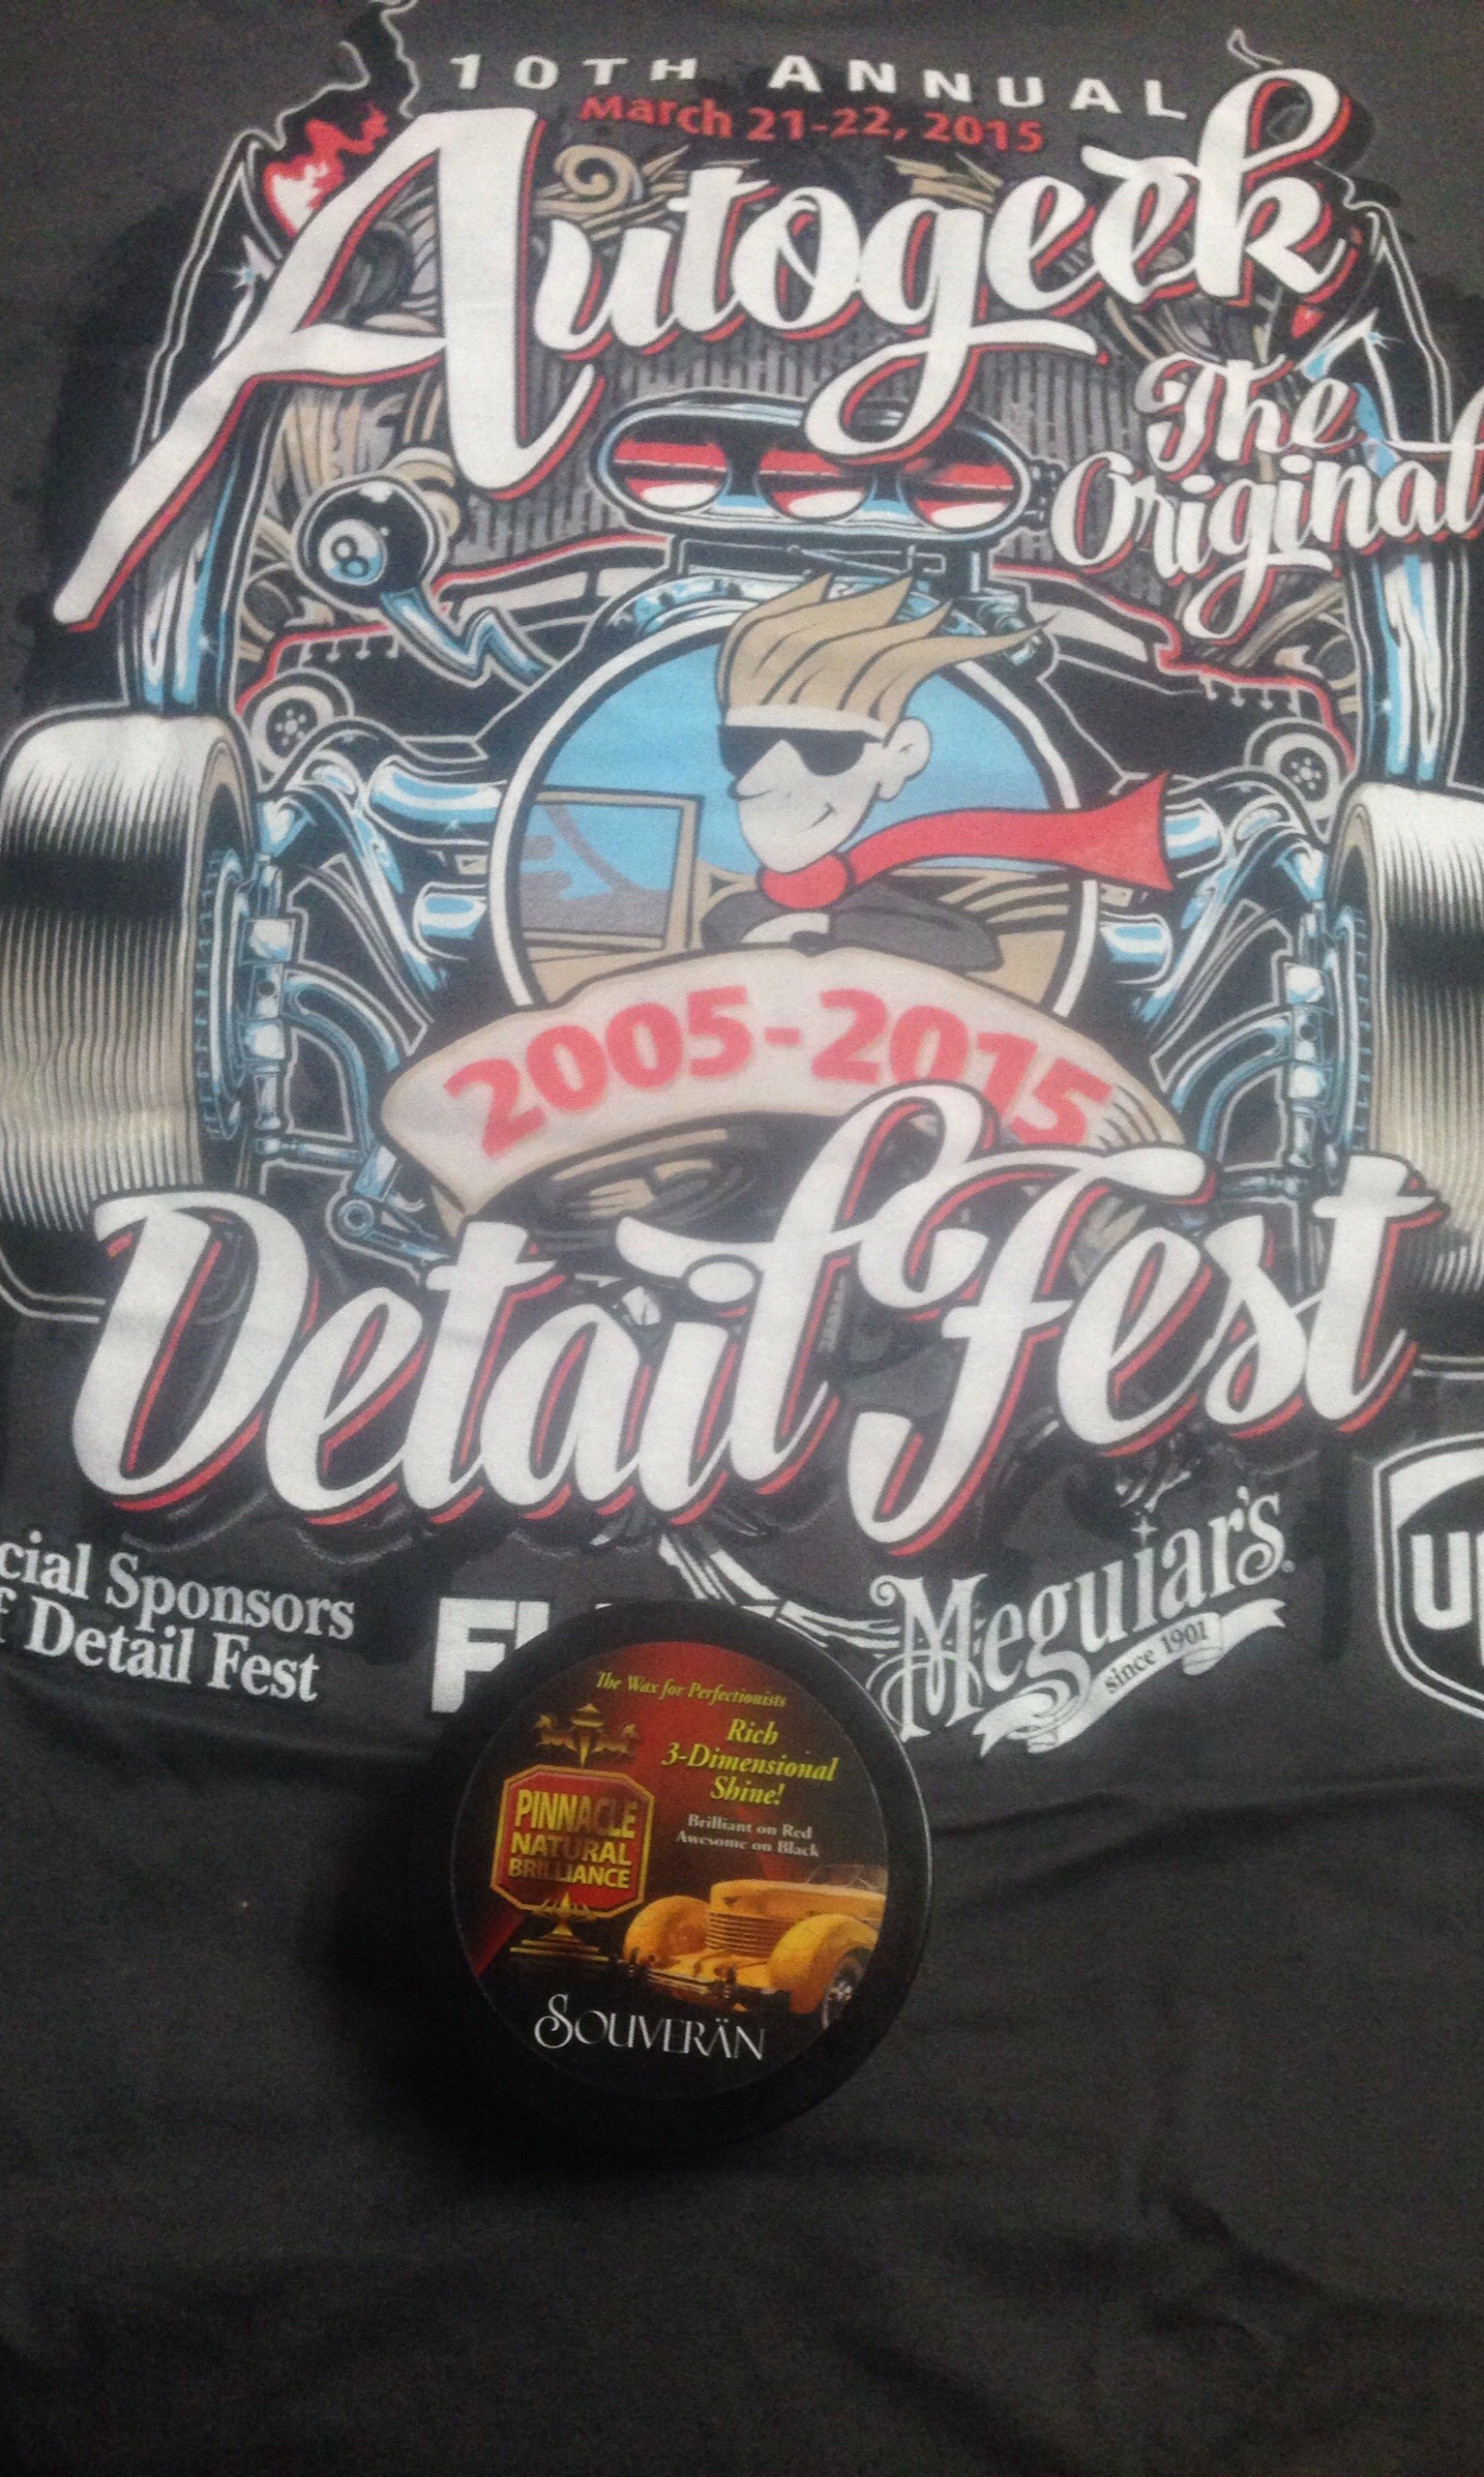 10TH ANNUAL
March 21-22, 2015
Autogeek
The
Original
8
2005-2015
Detail Fest
cial Sponsors
Detail Fest
Meguiar's
since 1901
The Wax for Perfectionists
Rich
3-Dimensional
Shine!
Brilliant on Red
Awesome on Black
PINNACLE
NATURAL
BRILLIANCE
SOUVERÄN